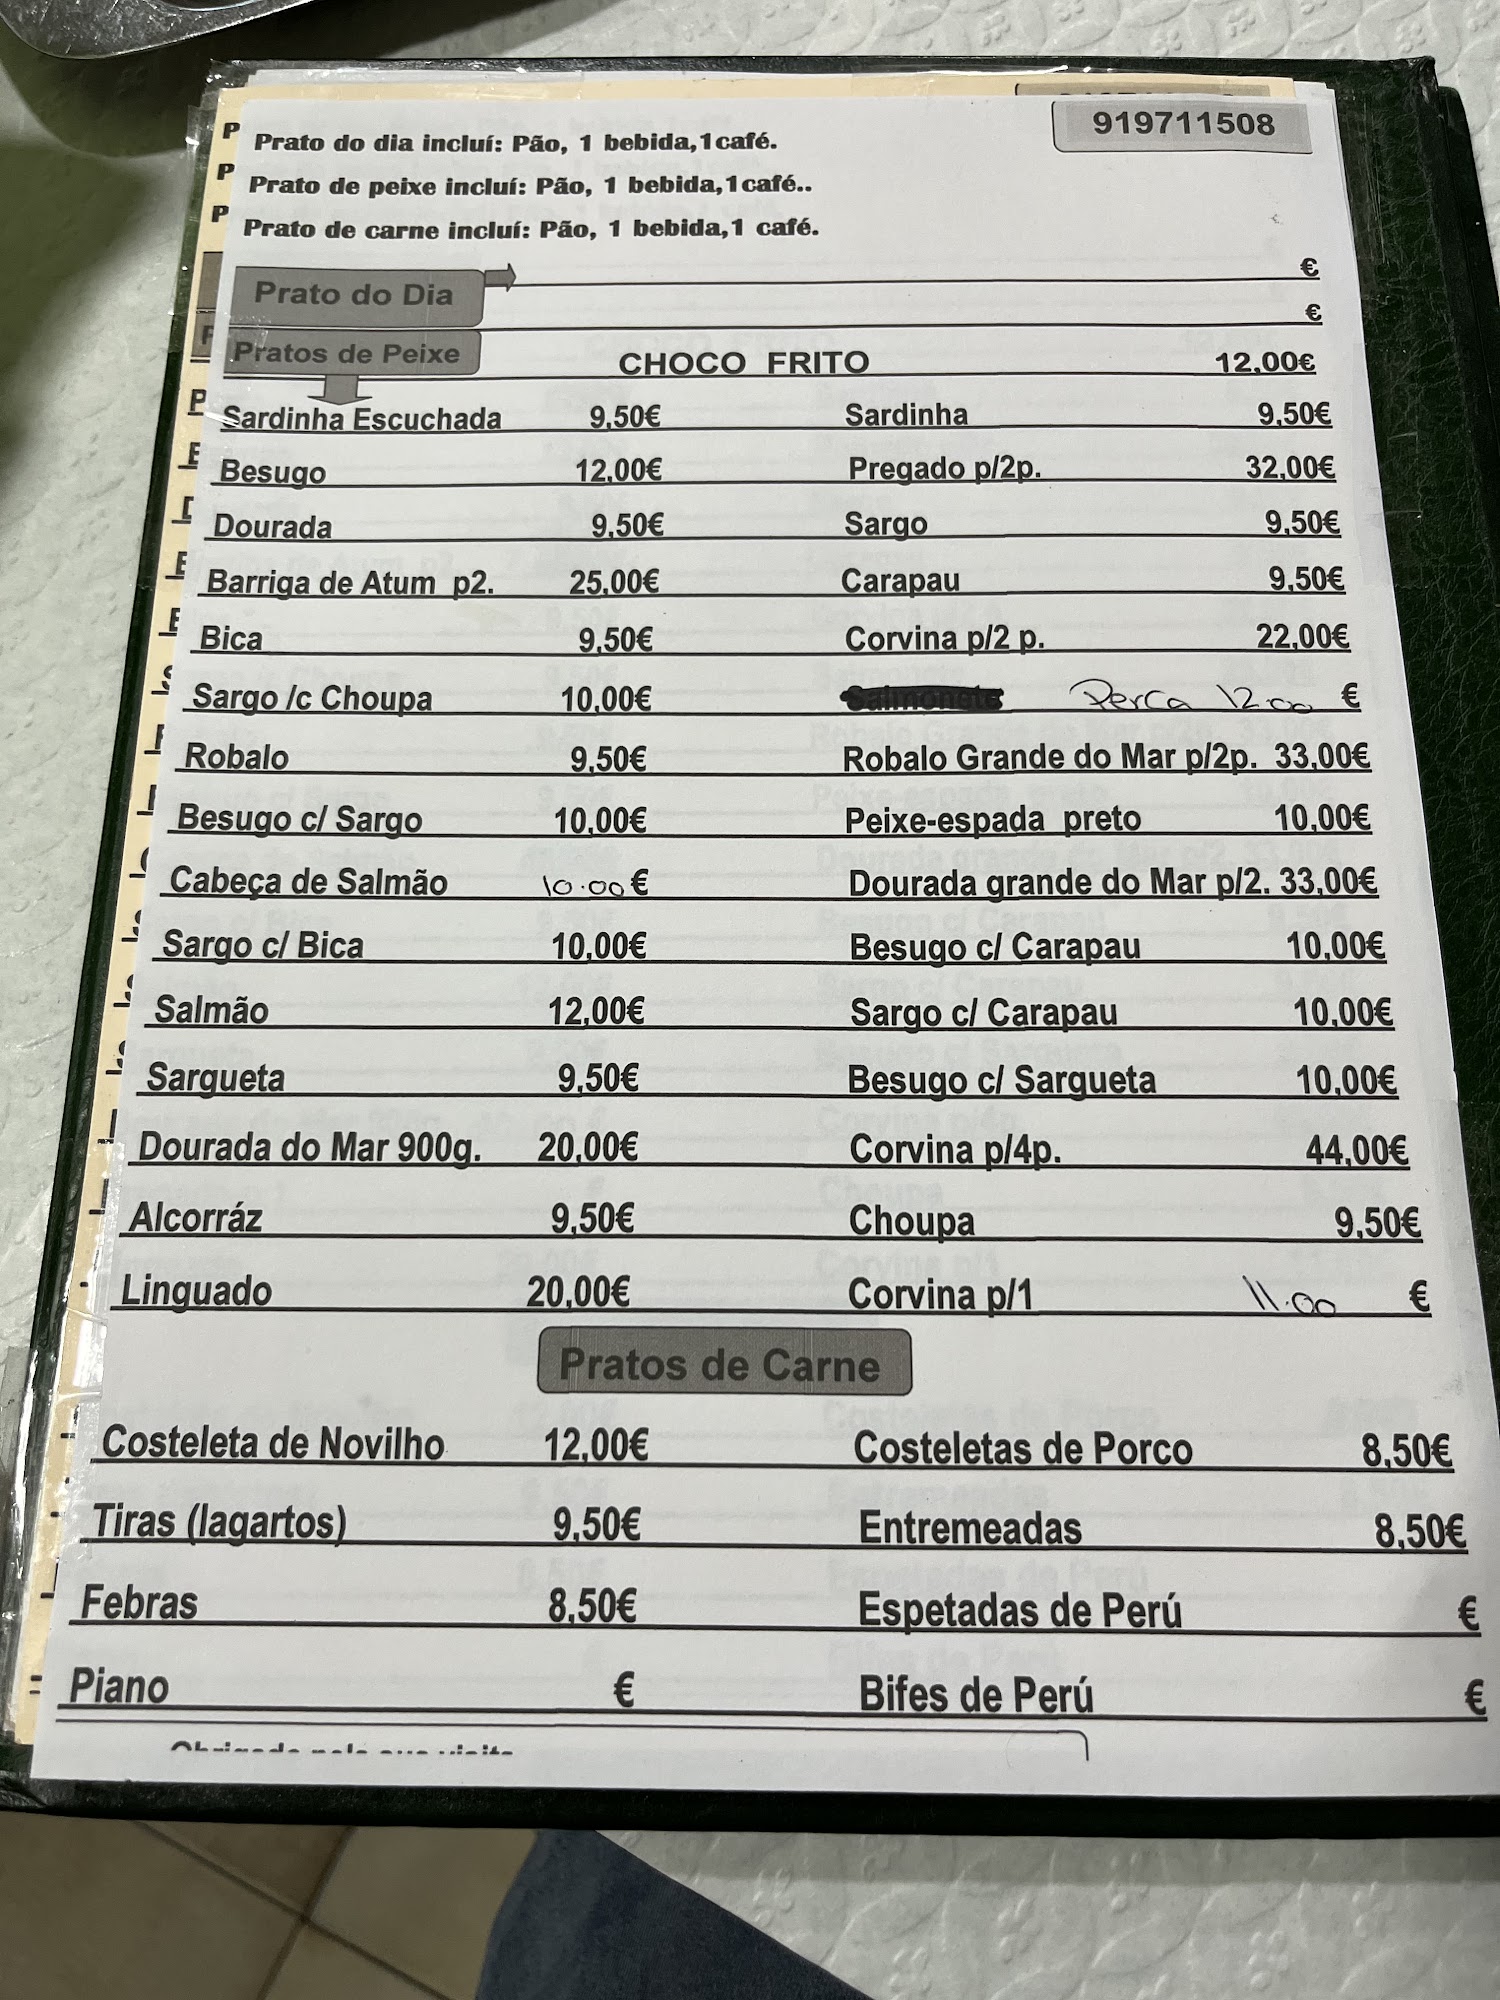 919711508
Prato do dia incluí: Pão, 1 bebida,1café.
Prato de peixe incluí: Pão, 1 bebida,1café..
Prato de carne incluí: Pão, 1 bebida,1 café.
Prato do Dia €
€
Pratos de Peixe CHOCO FRITO 12,00€
Sardinha Escuchada 9,50€ Sardinha 9,50€
Besugo 12,00€ Pregado p/2p. 32,00€
Dourada 9,50€ Sargo 9,50€
Barriga de Atum p2. 25,00€ Carapau 9,50€
Bica 9,50€ Corvina p/2 p. 22,00€
Sargo /c Choupa 10,00€ Salmonete Perca 12.00 €
Robalo 9,50€ Robalo Grande do Mar p/2p. 33,00€
Besugo c/ Sargo 10,00€ Peixe-espada preto 10,00€
Cabeça de Salmão 10.00 € Dourada grande do Mar p/2. 33,00€
Sargo c/ Bica 10,00€ Besugo c/ Carapau 10,00€
Salmão 12,00€ Sargo c/ Carapau 10,00€
Sargueta 9,50€ Besugo c/ Sargueta 10,00€
Dourada do Mar 900g. 20,00€ Corvina p/4p. 44,00€
Alcorráz 9,50€ Choupa 9,50€
Linguado 20,00€ Corvina p/1 11.00 €
Pratos de Carne
Costeleta de Novilho 12,00€ Costeletas de Porco 8,50€
Tiras (lagartos) 9,50€ Entremeadas 8,50€
Febras 8,50€ Espetadas de Perú €
Piano € Bifes de Perú €